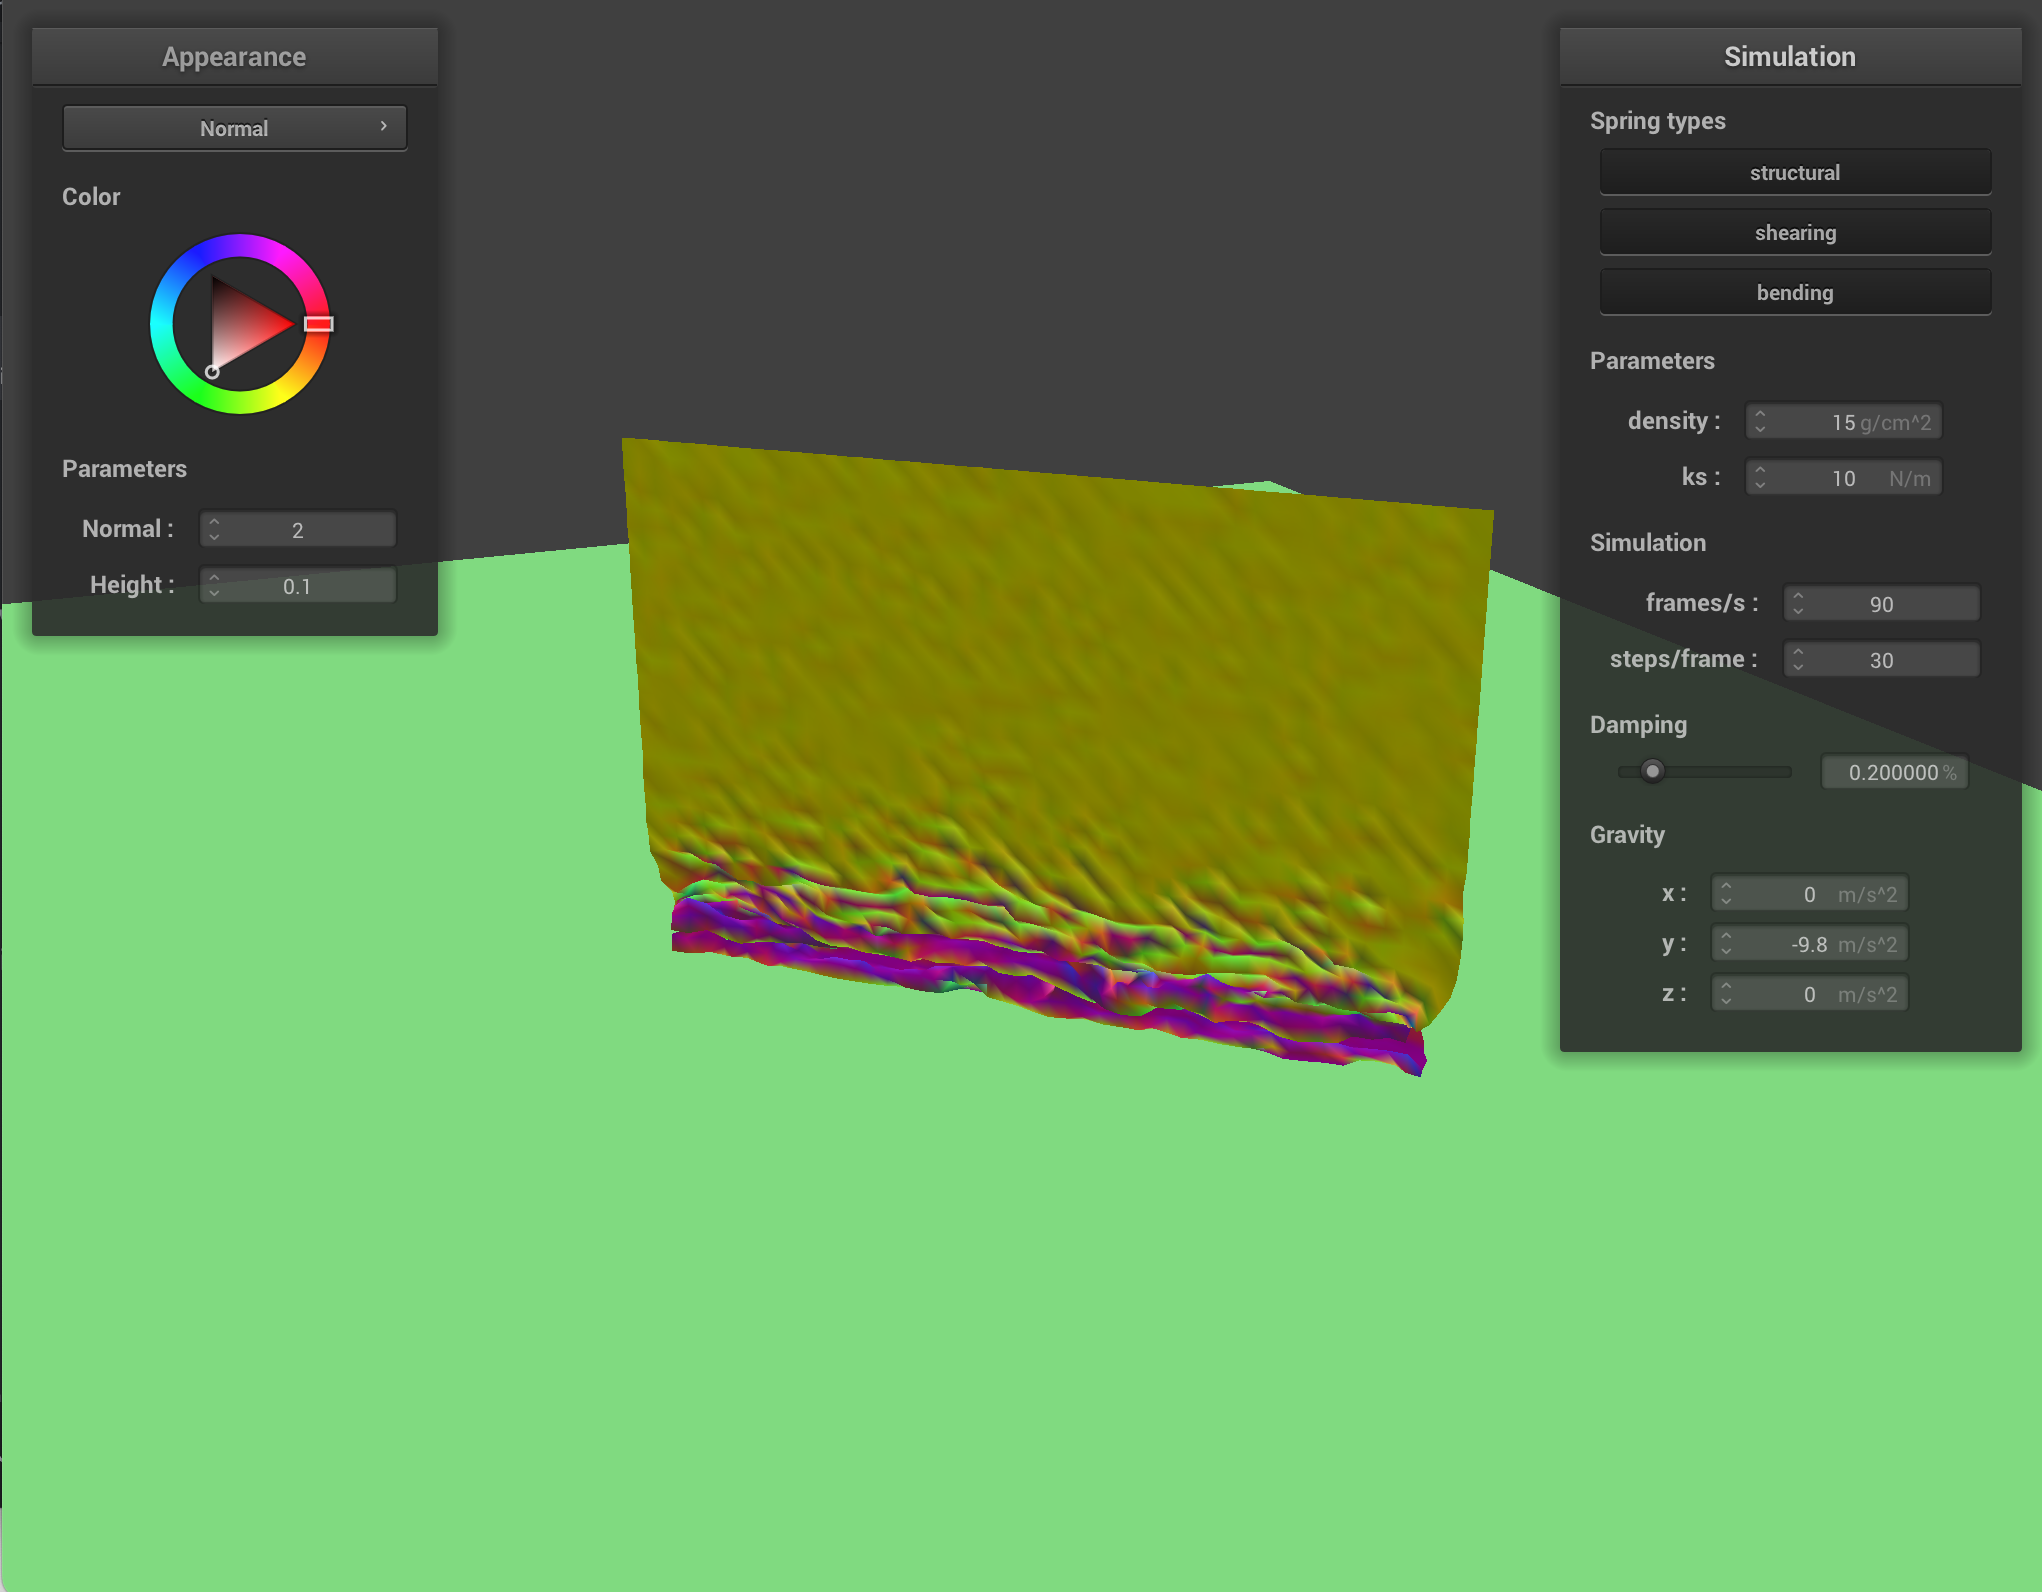 Appearance
Normal
Color
Parameters
Normal : 2
Height : 0.1
Simulation
Spring types
structural
shearing
bending
Parameters
density : 15 g/cm^2
ks : 10 N/m
Simulation
frames/s : 90
steps/frame : 30
Damping
0.200000 %
Gravity
x : 0 m/s^2
y : -9.8 m/s^2
z : 0 m/s^2